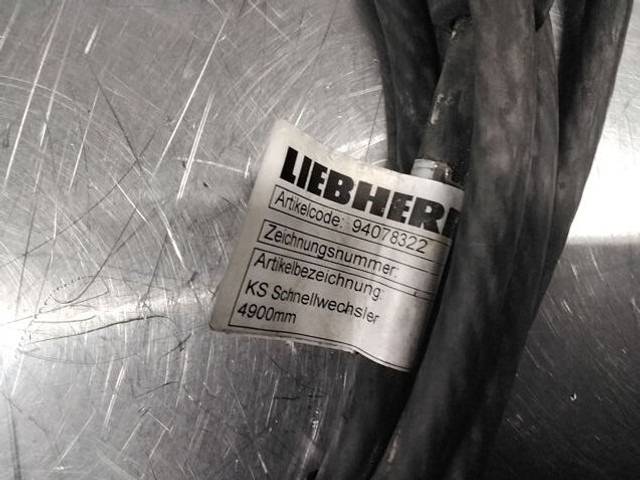 LIEBHERR
Artikelcode: 94078322
Zeichnungsnummer:
Artikelbezeichnung:
KS Schnellwechsler
4900mm